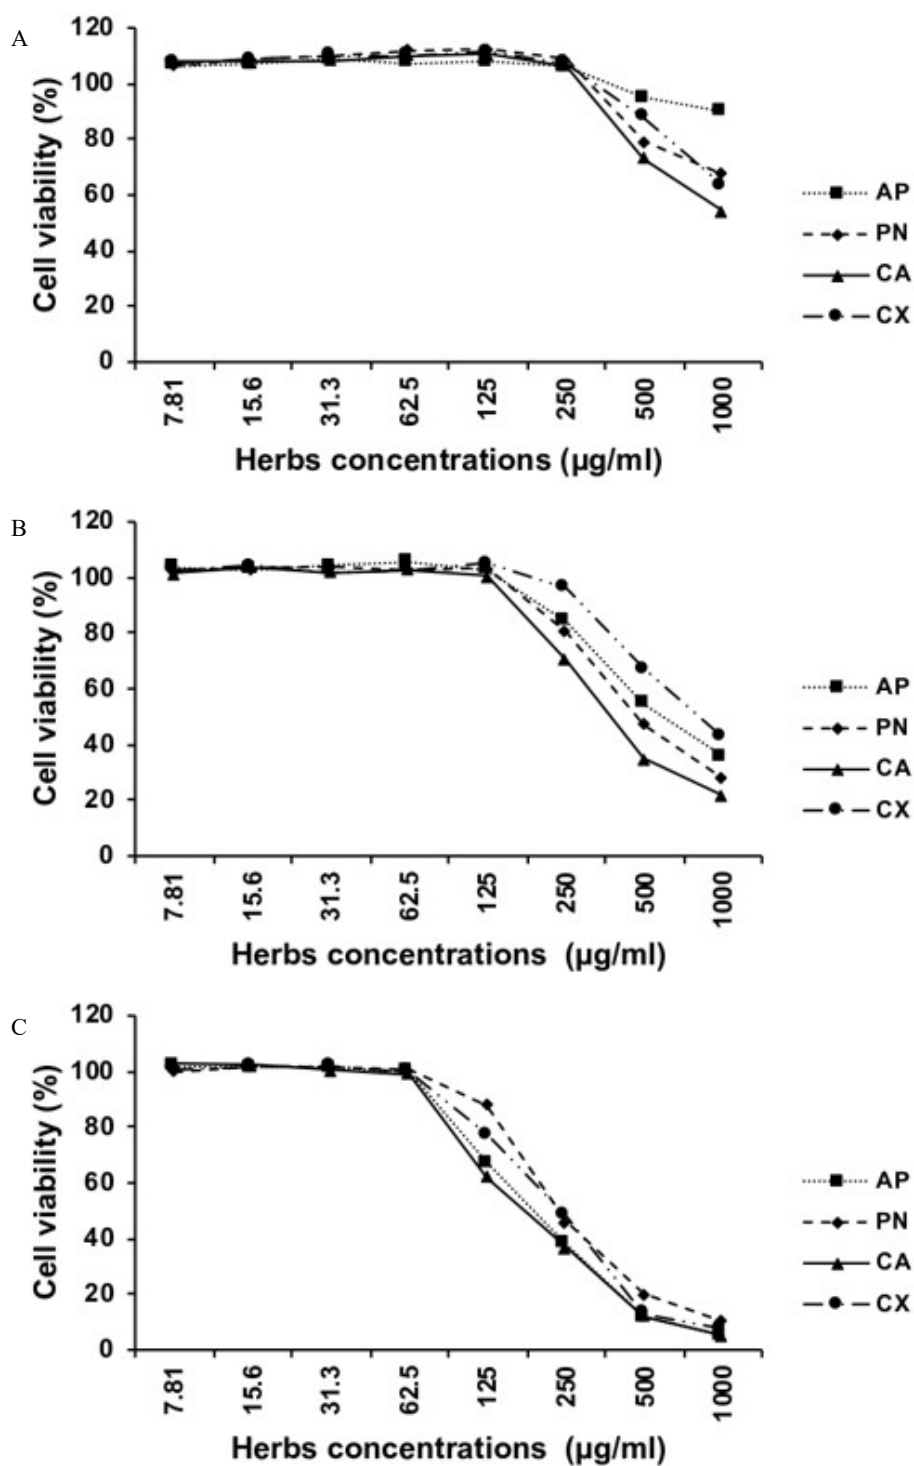 A
120
100
80
60
40
20
0
Cell viability (%)
7.81 15.6 31.3 62.5 125 250 500 1000
Herbs concentrations (µg/ml)
AP
PN
CA
CX
B
120
100
80
60
40
20
0
Cell viability (%)
7.81 15.6 31.3 62.5 125 250 500 1000
Herbs concentrations (µg/ml)
AP
PN
CA
CX
C
120
100
80
60
40
20
0
Cell viability (%)
7.81 15.6 31.3 62.5 125 250 500 1000
Herbs concentrations (µg/ml)
AP
PN
CA
CX